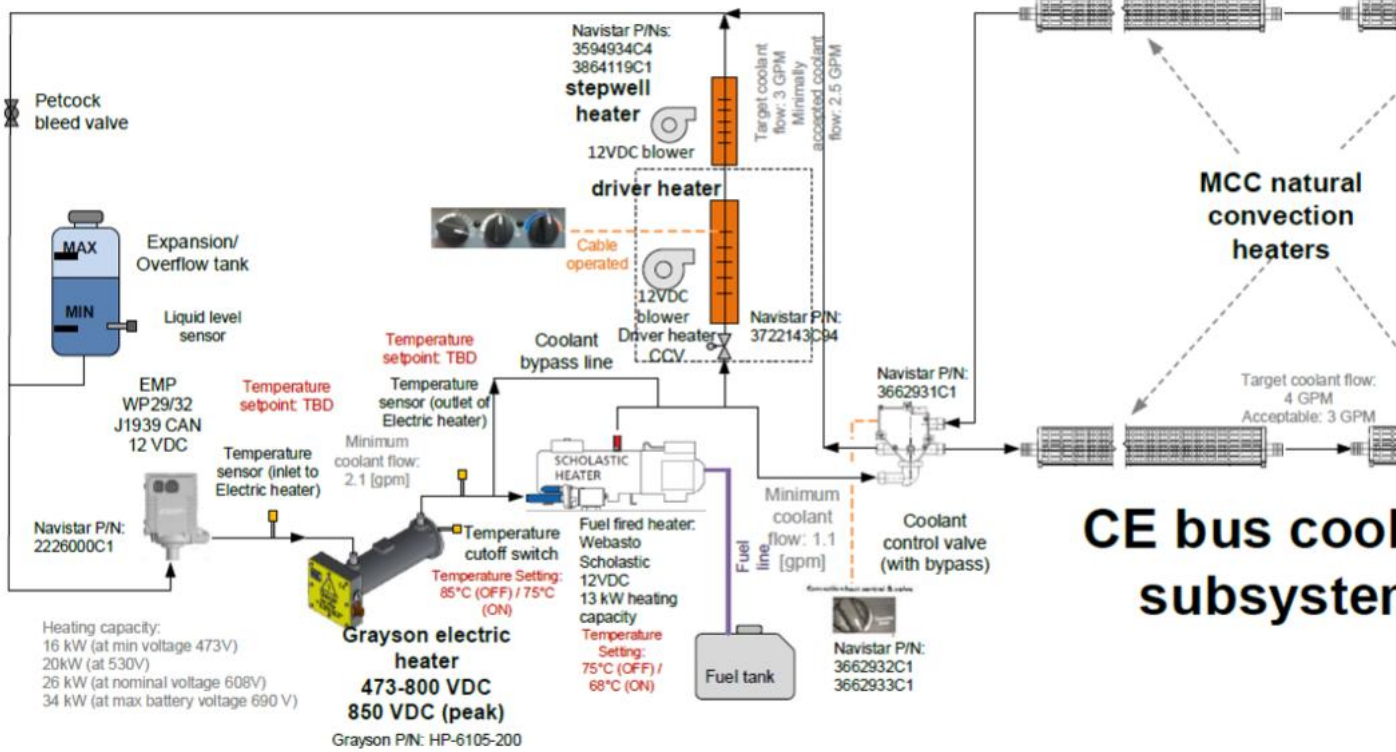 Navistar P/Ns:
3594934C4
3864119C1
stepwell
heater
12VDC blower
Target coolant
flow: 3 GPM
Minimally
accepted coolant
flow: 2.5 GPM
Petcock
bleed valve
driver heater
Cable
operated
12VDC
blower
Driver heater
CCV
Navistar P/N:
3722143C94
MCC natural
convection
heaters
MAX
MIN
Expansion/
Overflow tank
Liquid level
sensor
EMP
WP29/32
J1939 CAN
12 VDC
Navistar P/N:
2226000C1
Temperature
setpoint: TBD
Temperature
sensor (inlet to
Electric heater)
Temperature
setpoint: TBD
Temperature
sensor (outlet of
Electric heater)
Minimum
coolant flow:
2.1 [gpm]
Coolant
bypass line
SCHOLASTIC
HEATER
Navistar P/N:
3662931C1
Target coolant flow:
4 GPM
Acceptable: 3 GPM
Temperature
cutoff switch
Temperature Setting:
85°C (OFF) / 75°C
(ON)
Fuel fired heater:
Webasto
Scholastic
12VDC
13 kW heating
capacity
Temperature
Setting:
75°C (OFF) /
68°C (ON)
Fuel
line
Minimum
coolant
flow: 1.1
[gpm]
Coolant
control valve
(with bypass)
Fuel tank
Navistar P/N:
3662932C1
3662933C1
CE bus cool
subsyster
Heating capacity:
16 kW (at min voltage 473V)
20kW (at 530V)
26 kW (at nominal voltage 608V)
34 kW (at max battery voltage 690 V)
Grayson electric
heater
473-800 VDC
850 VDC (peak)
Grayson P/N: HP-6105-200